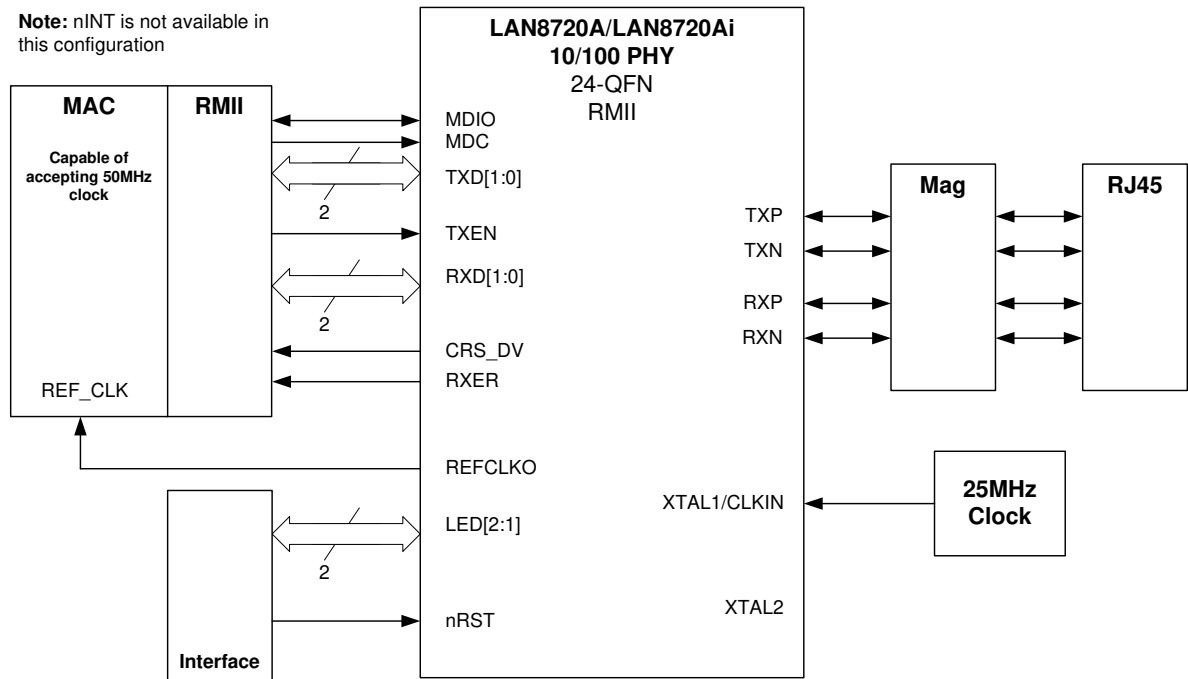 Note: nINT is not available in
this configuration
LAN8720A/LAN8720Ai
10/100 PHY
24-QFN
RMII
MAC
RMII
Capable of
accepting 50MHz
clock
REF_CLK
MDIO
MDC
TXD[1:0]
2
TXEN
RXD[1:0]
2
CRS_DV
RXER
REFCLKO
LED[2:1]
2
nRST
Interface
TXP
TXN
RXP
RXN
Mag
RJ45
XTAL1/CLKIN
25MHz
Clock
XTAL2